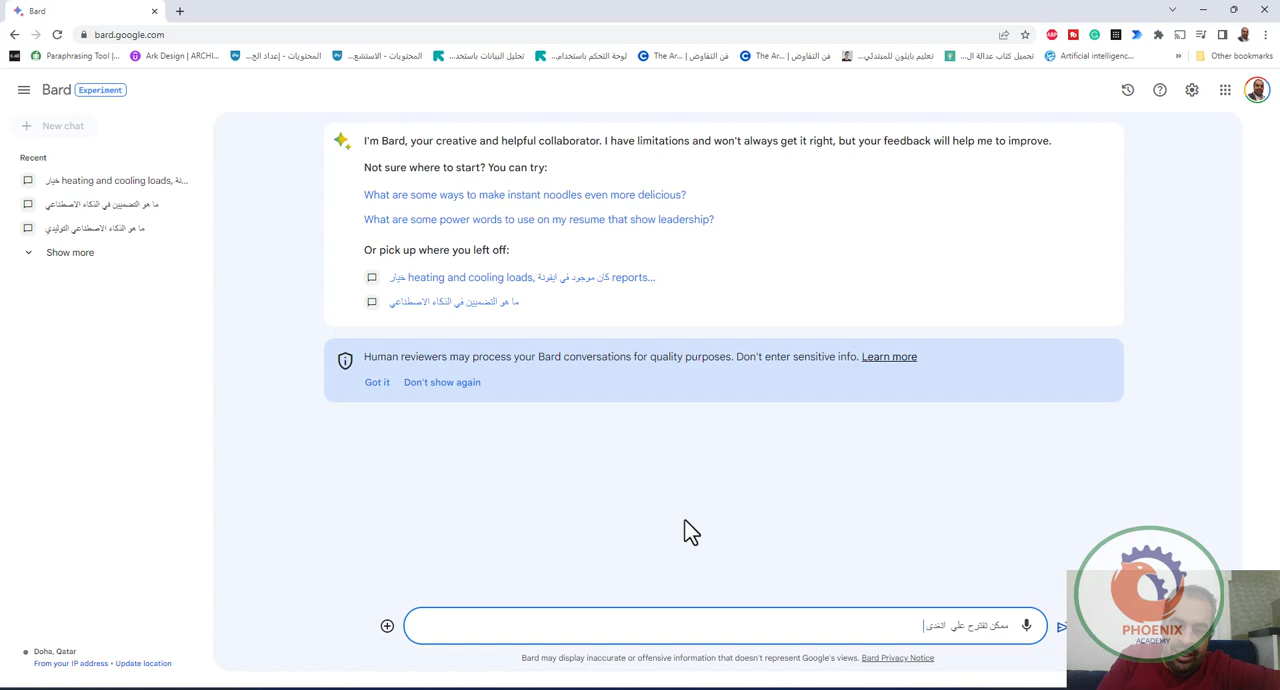 Bard
bard.google.com
Paraphrasing Tool |...
Ark Design | ARCHI...
المحتويات – إعداد الخ...
المحتويات – الاستشع...
تحليل البيانات باستخد...
لوحة التحكم باستخدام...
فن التفاوض | The Ar...
فن التفاوض | The Ar...
تعليم بايثون للمبتدئي...
تحميل كتاب عدالة ال...
Artificial intelligenc...
Other bookmarks
Bard Experiment
New chat
Recent
خيار heating and cooling loads, نة...
ما هو التضميين في الذكاء الاصطناعي
ما هو الذكاء الاصطناعي التوليدي
Show more
I'm Bard, your creative and helpful collaborator. I have limitations and won't always get it right, but your feedback will help me to improve.
Not sure where to start? You can try:
What are some ways to make instant noodles even more delicious?
What are some power words to use on my resume that show leadership?
Or pick up where you left off:
خيار heating and cooling loads, كان موجود في ايقونة reports...
ما هو التضميين في الذكاء الاصطناعي
Human reviewers may process your Bard conversations for quality purposes. Don't enter sensitive info. Learn more
Got it Don't show again
ممكن تقترح علي اتغدى
Bard may display inaccurate or offensive information that doesn't represent Google's views. Bard Privacy Notice
Doha, Qatar
From your IP address • Update location
PHOENIX
ACADEMY